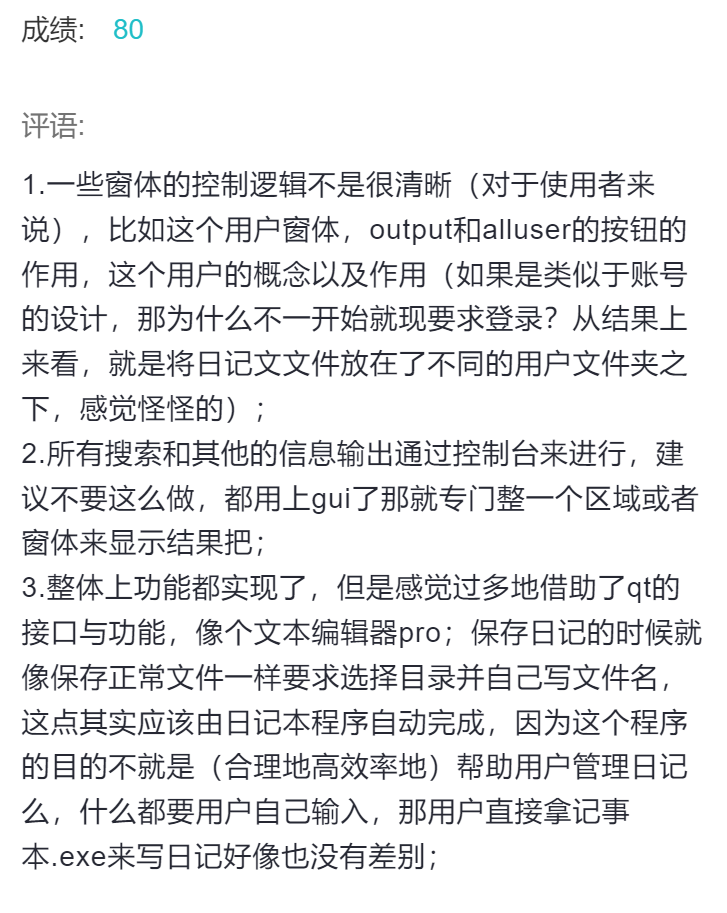 成绩: 80
评语:
1.一些窗体的控制逻辑不是很清晰（对于使用者来
说），比如这个用户窗体，output和alluser的按钮的
作用，这个用户的概念以及作用（如果是类似于账号
的设计，那为什么不一开始就现要求登录？从结果上
来看，就是将日记文文件放在了不同的用户文件夹之
下，感觉怪怪的）；
2.所有搜索和其他的信息输出通过控制台来进行，建
议不要这么做，都用上gui了那就专门整一个区域或者
窗体来显示结果把；
3.整体上功能都实现了，但是感觉过多地借助了qt的
接口与功能，像个文本编辑器pro；保存日记的时候就
像保存正常文件一样要求选择目录并自己写文件名，
这点其实应该由日记本程序自动完成，因为这个程序
的目的不就是（合理地高效率地）帮助用户管理日记
么，什么都要用户自己输入，那用户直接拿记事
本.exe来写日记好像也没有差别；